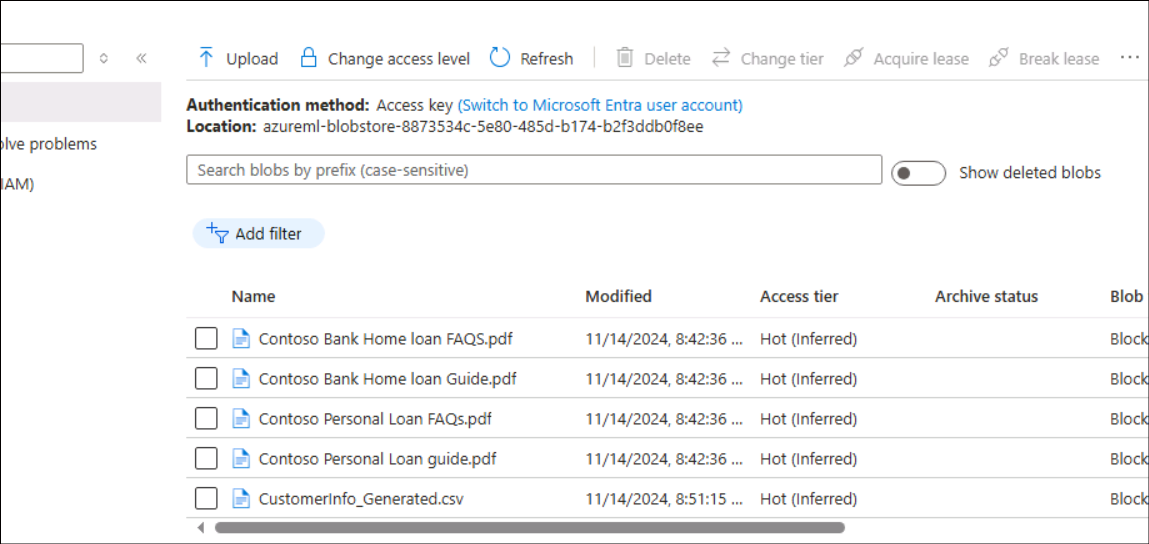 Upload Change access level Refresh Delete Change tier Acquire lease Break lease ...
Authentication method: Access key (Switch to Microsoft Entra user account)
Location: azureml-blobstore-8873534c-5e80-485d-b174-b2f3ddb0f8ee
olve problems
Search blobs by prefix (case-sensitive) Show deleted blobs
IAM)
Add filter
Name Modified Access tier Archive status Blob
Contoso Bank Home loan FAQS.pdf 11/14/2024, 8:42:36 ... Hot (Inferred) Block
Contoso Bank Home loan Guide.pdf 11/14/2024, 8:42:36 ... Hot (Inferred) Block
Contoso Personal Loan FAQs.pdf 11/14/2024, 8:42:36 ... Hot (Inferred) Block
Contoso Personal Loan guide.pdf 11/14/2024, 8:42:36 ... Hot (Inferred) Block
CustomerInfo_Generated.csv 11/14/2024, 8:51:15 ... Hot (Inferred) Block